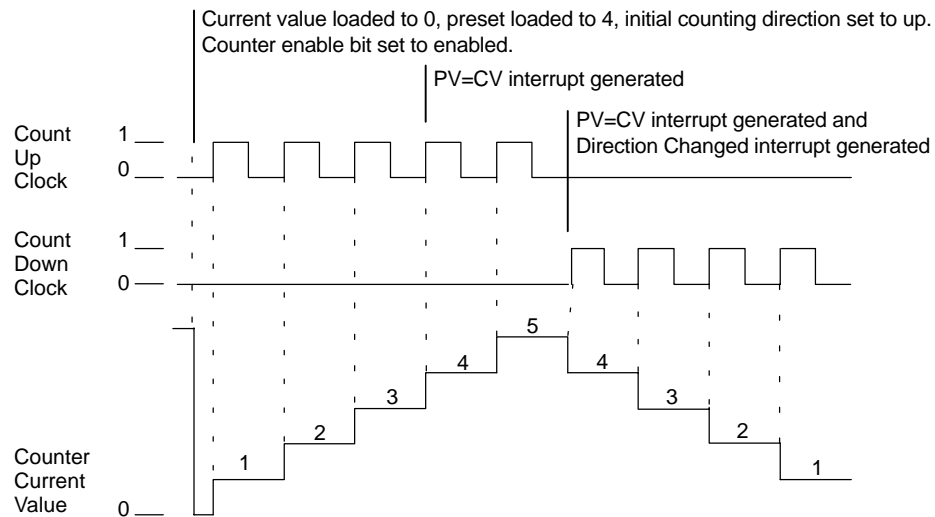 Current value loaded to 0, preset loaded to 4, initial counting direction set to up.
Counter enable bit set to enabled.
PV=CV interrupt generated
PV=CV interrupt generated and
Direction Changed interrupt generated
Count
Up
Clock
1
0
Count
Down
Clock
1
0
5
4
4
3
3
2
2
1
1
Counter
Current
Value
0